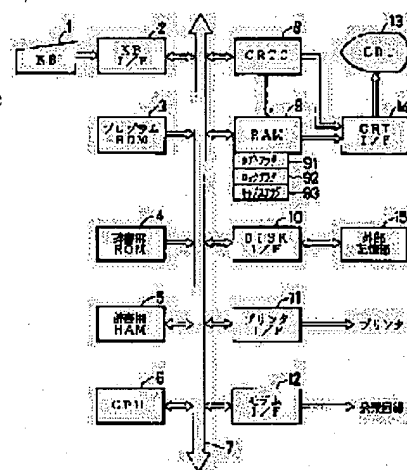 1
KB
2
KB
I/F
3
プログラム
ROM
4
辞書用
ROM
5
辞書用
RAM
6
CPU
7
8
CRTC
9
RAM
91
92
93
10
DISK
I/F
11
プリンタ
I/F
12
モデム
I/F
13
CRT
14
CRT
I/F
15
外部
記憶部
プリンタ
公衆回線